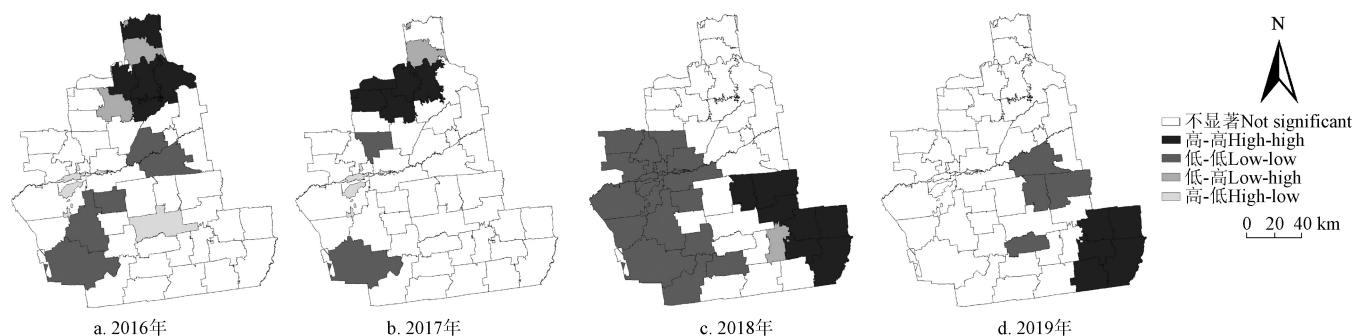 N
不显著Not significant
高-高High-high
低-低Low-low
低-高Low-high
高-低High-low
0 20 40 km
a. 2016年
b. 2017年
c. 2018年
d. 2019年